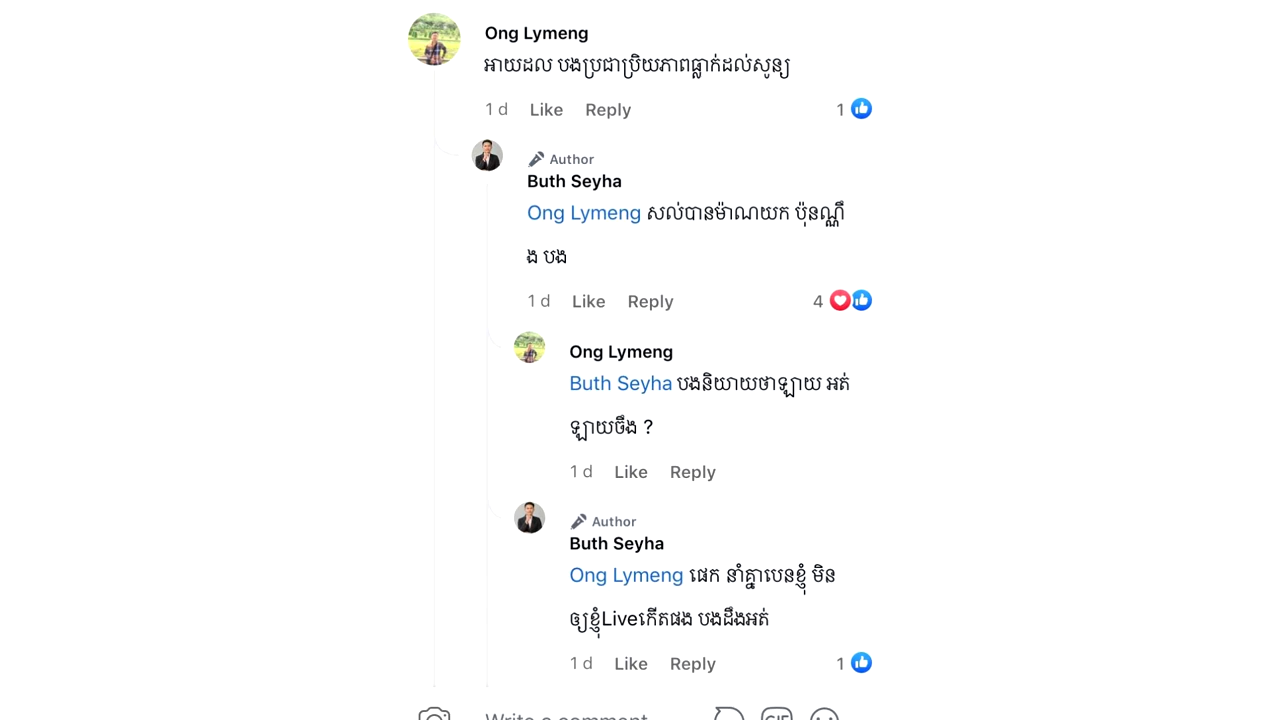 Ong Lymeng
អាយដល បងប្រជាប្រិយភាពធ្លាក់ដល់សូន្យ
1 d Like Reply 1
Author
Buth Seyha
Ong Lymeng សល់បានម៉ាណយក ប៉ុនណ្ណឹ
ង បង
1 d Like Reply 4
Ong Lymeng
Buth Seyha បងនិយាយថាឡាយ អត់
ឡាយចឹង ?
1 d Like Reply
Author
Buth Seyha
Ong Lymeng ផេក នាំគ្នាបេនខ្ញុំ មិន
ឲ្យខ្ញុំLiveកើតផង បងដឹងអត់
1 d Like Reply 1
Write a comment
GIF